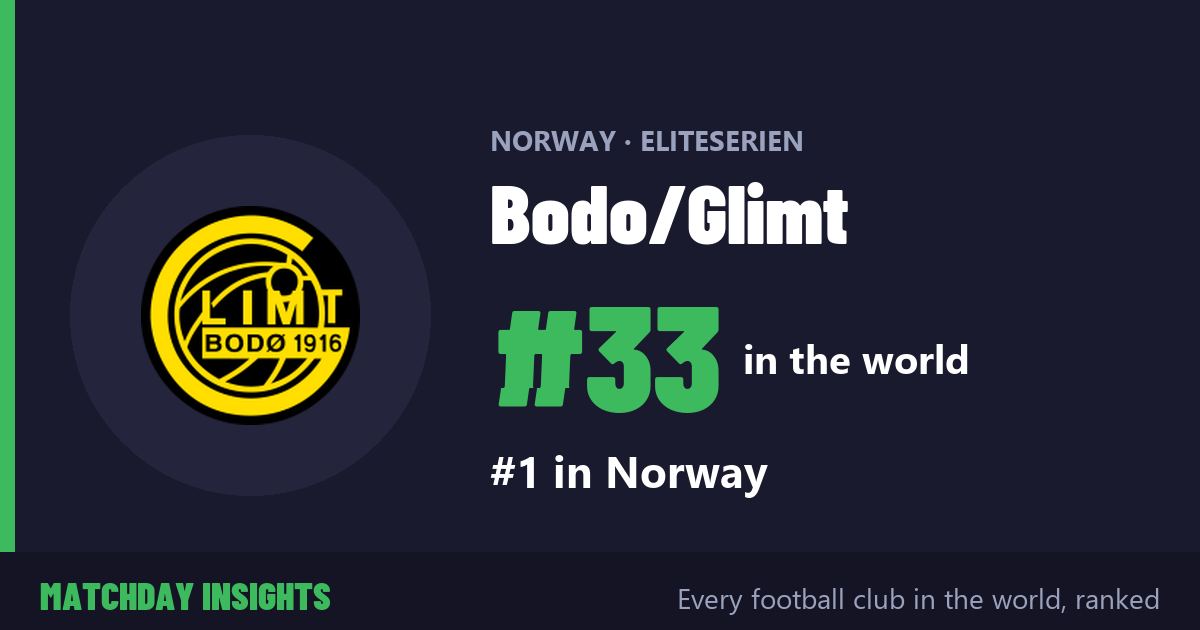 NORWAY · ELITESERIEN
Bodo/Glimt
LIMT
BODØ 1916
#33 in the world
#1 in Norway
MATCHDAY INSIGHTS
Every football club in the world, ranked